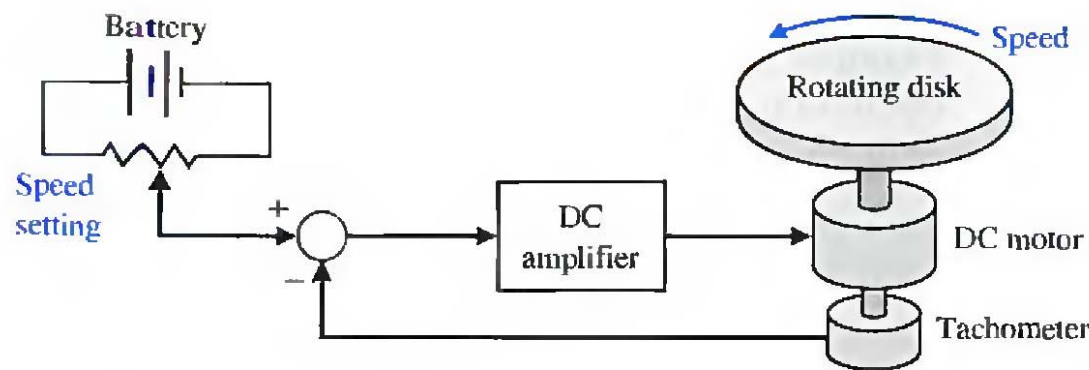 Battery
Speed
Rotating disk
Speed
setting
+
DC
amplifier
DC motor
−
Tachometer